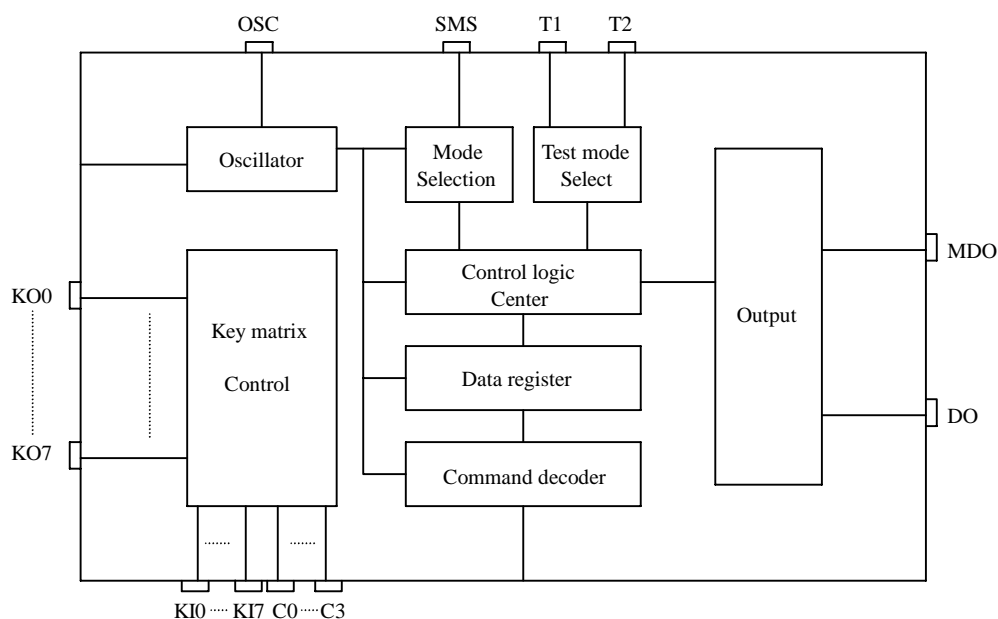 OSC SMS T1 T2
Oscillator
Mode
Selection
Test mode
Select
MDO
Control logic
Center
KO0
Key matrix
Control
Output
Data register
DO
KO7
Command decoder
KI0 ····· KI7 C0 ····· C3